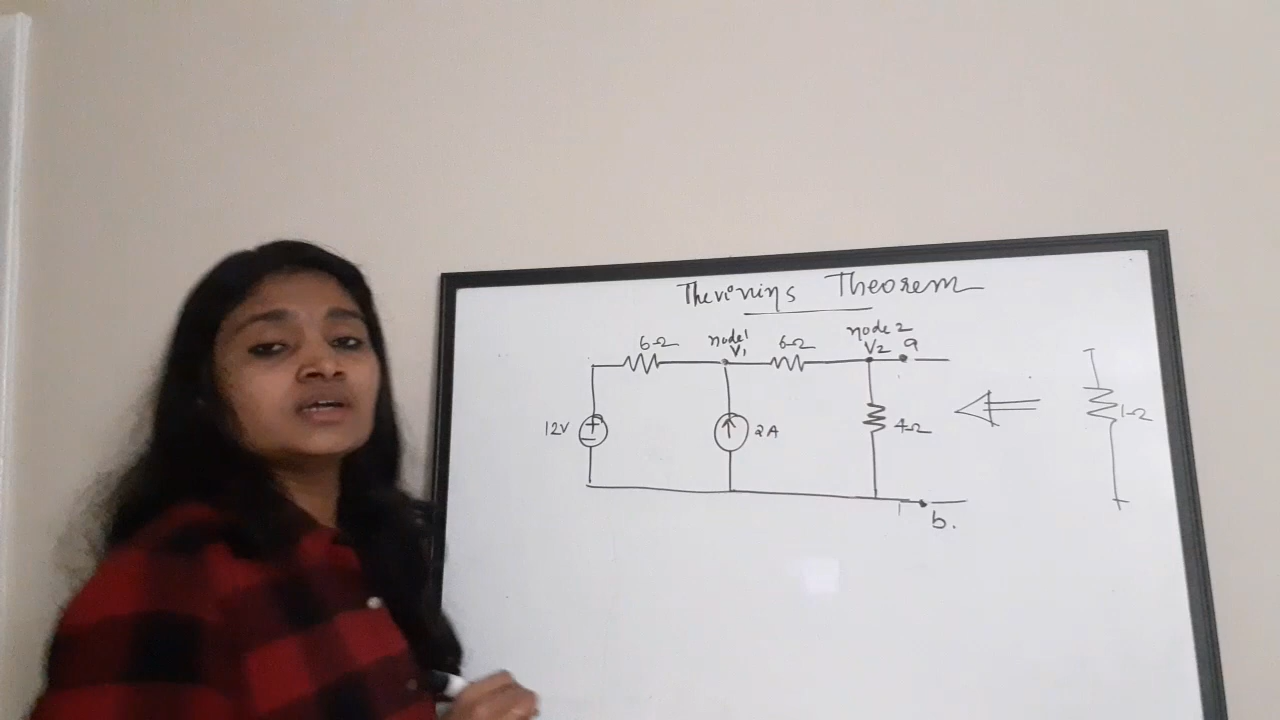 Thevinins Theorem
6Ω node1 V1 6Ω node2 V2 a
12V + - 2A 4Ω 1Ω
b.